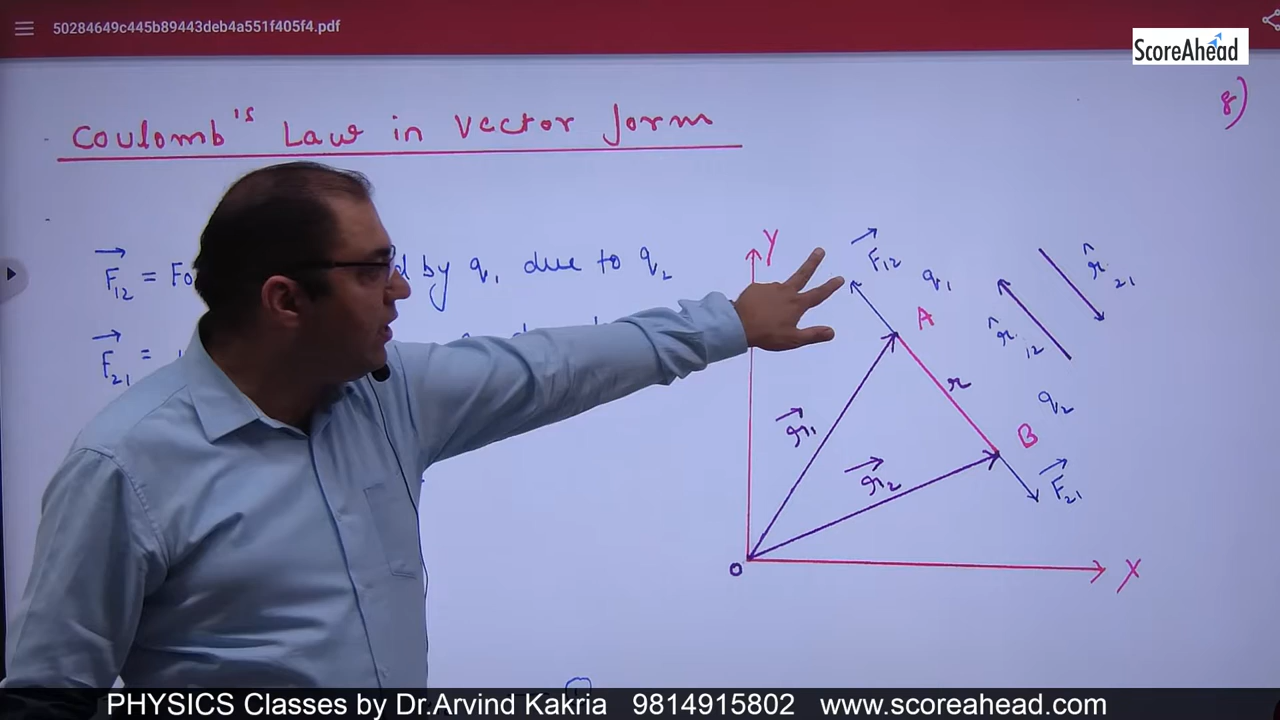 50284649c445b89443deb4a551f405f4.pdf
ScoreAhead
8)
Coulomb's Law in Vector form
F₁₂ = Fo d by q₁ due to q₂
F₂₁ =
Y
F₁₂
q₁
A
r̂₂₁
r̂₁₂
r
q₂
B
r₁
r₂
F₂₁
O
X
PHYSICS Classes by Dr.Arvind Kakria 9814915802 www.scoreahead.com